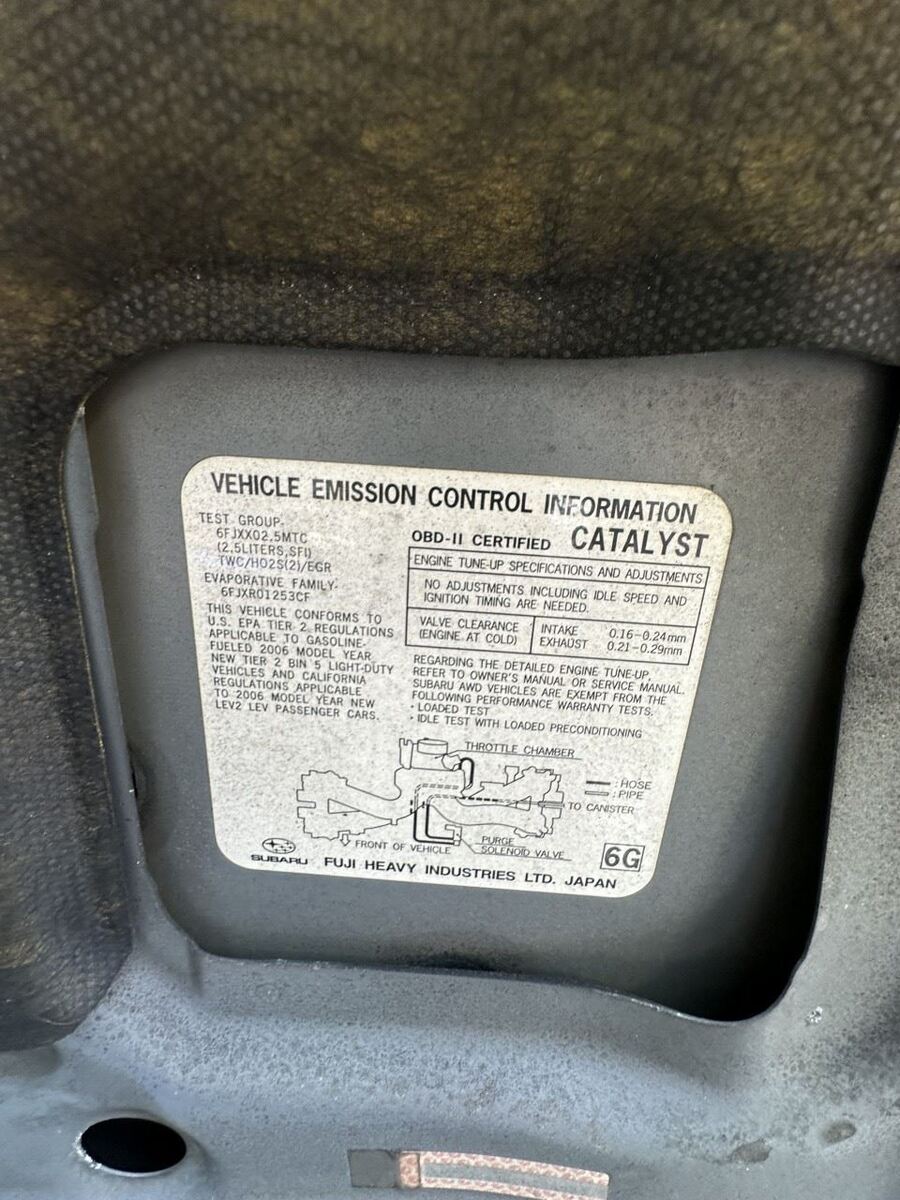 VEHICLE EMISSION CONTROL INFORMATION
TEST GROUP-
6FJXX02.5MTC
(2.5LITERS,SFI)
TWC/HO2S(2)/EGR
EVAPORATIVE FAMILY-
6FJXR01253CF
THIS VEHICLE CONFORMS TO
U.S. EPA TIER 2 REGULATIONS
APPLICABLE TO GASOLINE-
FUELED 2006 MODEL YEAR
NEW TIER 2 BIN 5 LIGHT-DUTY
VEHICLES AND CALIFORNIA
REGULATIONS APPLICABLE
TO 2006 MODEL YEAR NEW
LEV2 LEV PASSENGER CARS.
OBD-II CERTIFIED CATALYST
ENGINE TUNE-UP SPECIFICATIONS AND ADJUSTMENTS
NO ADJUSTMENTS INCLUDING IDLE SPEED AND
IGNITION TIMING ARE NEEDED.
VALVE CLEARANCE INTAKE 0.16-0.24mm
(ENGINE AT COLD) EXHAUST 0.21-0.29mm
REGARDING THE DETAILED ENGINE TUNE-UP,
REFER TO OWNER'S MANUAL OR SERVICE MANUAL.
SUBARU AWD VEHICLES ARE EXEMPT FROM THE
FOLLOWING PERFORMANCE WARRANTY TESTS.
• LOADED TEST
• IDLE TEST WITH LOADED PRECONDITIONING
THROTTLE CHAMBER
: HOSE
: PIPE
TO CANISTER
FRONT OF VEHICLE
PURGE
SOLENOID VALVE
6G
SUBARU FUJI HEAVY INDUSTRIES LTD. JAPAN